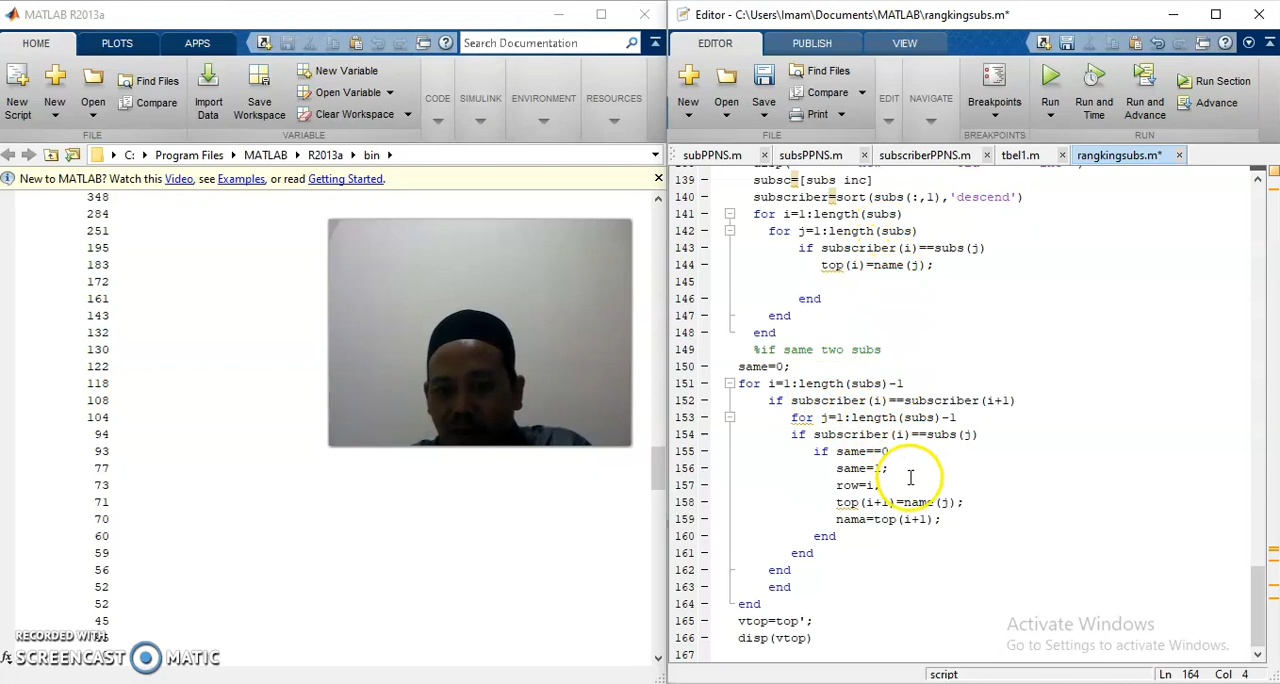 MATLAB R2013a
HOME PLOTS APPS Search Documentation
New Script
New
Open
Find Files
Compare
Import Data
Save Workspace
New Variable
Open Variable
Clear Workspace
CODE SIMULINK ENVIRONMENT RESOURCES
FILE VARIABLE
C: Program Files MATLAB R2013a bin
New to MATLAB? Watch this Video, see Examples, or read Getting Started.
348
284
251
195
183
172
161
143
132
130
122
118
108
104
94
93
77
73
71
70
60
59
56
52
52
45
RECORDED WITH
SCREENCAST MATIC
fx
Editor - C:\Users\Imam\Documents\MATLAB\rangkingsubs.m*
EDITOR PUBLISH VIEW
New
Open
Save
Find Files
Compare
Print
EDIT NAVIGATE
Breakpoints
Run
Run and Time
Run and Advance
Run Section
Advance
FILE BREAKPOINTS RUN
subPPNS.m subsPPNS.m subscriberPPNS.m tbel1.m rangkingsubs.m*
139 subsc=[subs inc]
140 subscriber=sort(subs(:,1),'descend')
141 for i=1:length(subs)
142 for j=1:length(subs)
143 if subscriber(i)==subs(j)
144 top(i)=name(j);
145
146 end
147 end
148 end
149 %if same two subs
150 same=0;
151 for i=1:length(subs)-1
152 if subscriber(i)==subscriber(i+1)
153 for j=1:length(subs)-1
154 if subscriber(i)==subs(j)
155 if same==0
156 same=1;
157 row=i;
158 top(i+1)=name(j);
159 nama=top(i+1);
160 end
161 end
162 end
163 end
164 end
165 vtop=top';
166 disp(vtop)
167
Activate Windows
Go to Settings to activate Windows.
script Ln 164 Col 4